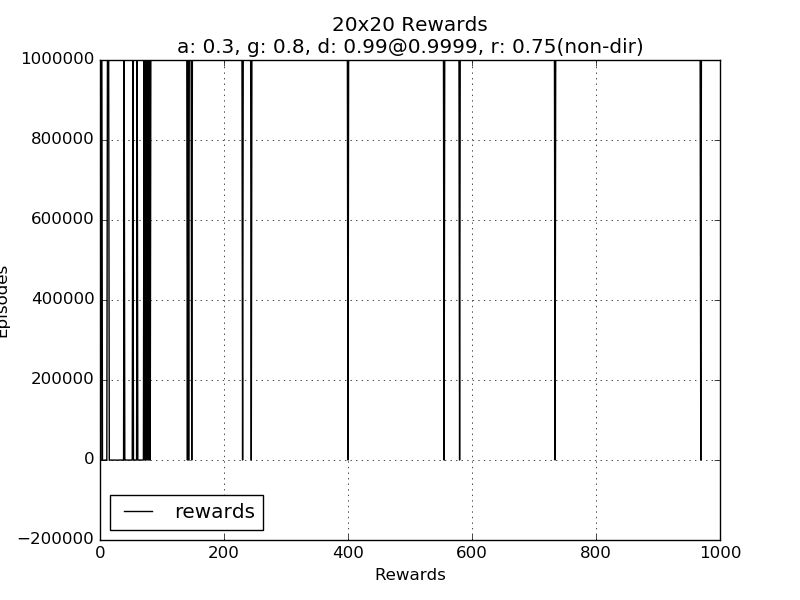 20x20 Rewards
a: 0.3, g: 0.8, d: 0.99@0.9999, r: 0.75(non-dir)
1000000
800000
600000
400000
200000
0
−200000
Episodes
rewards
0 200 400 600 800 1000
Rewards